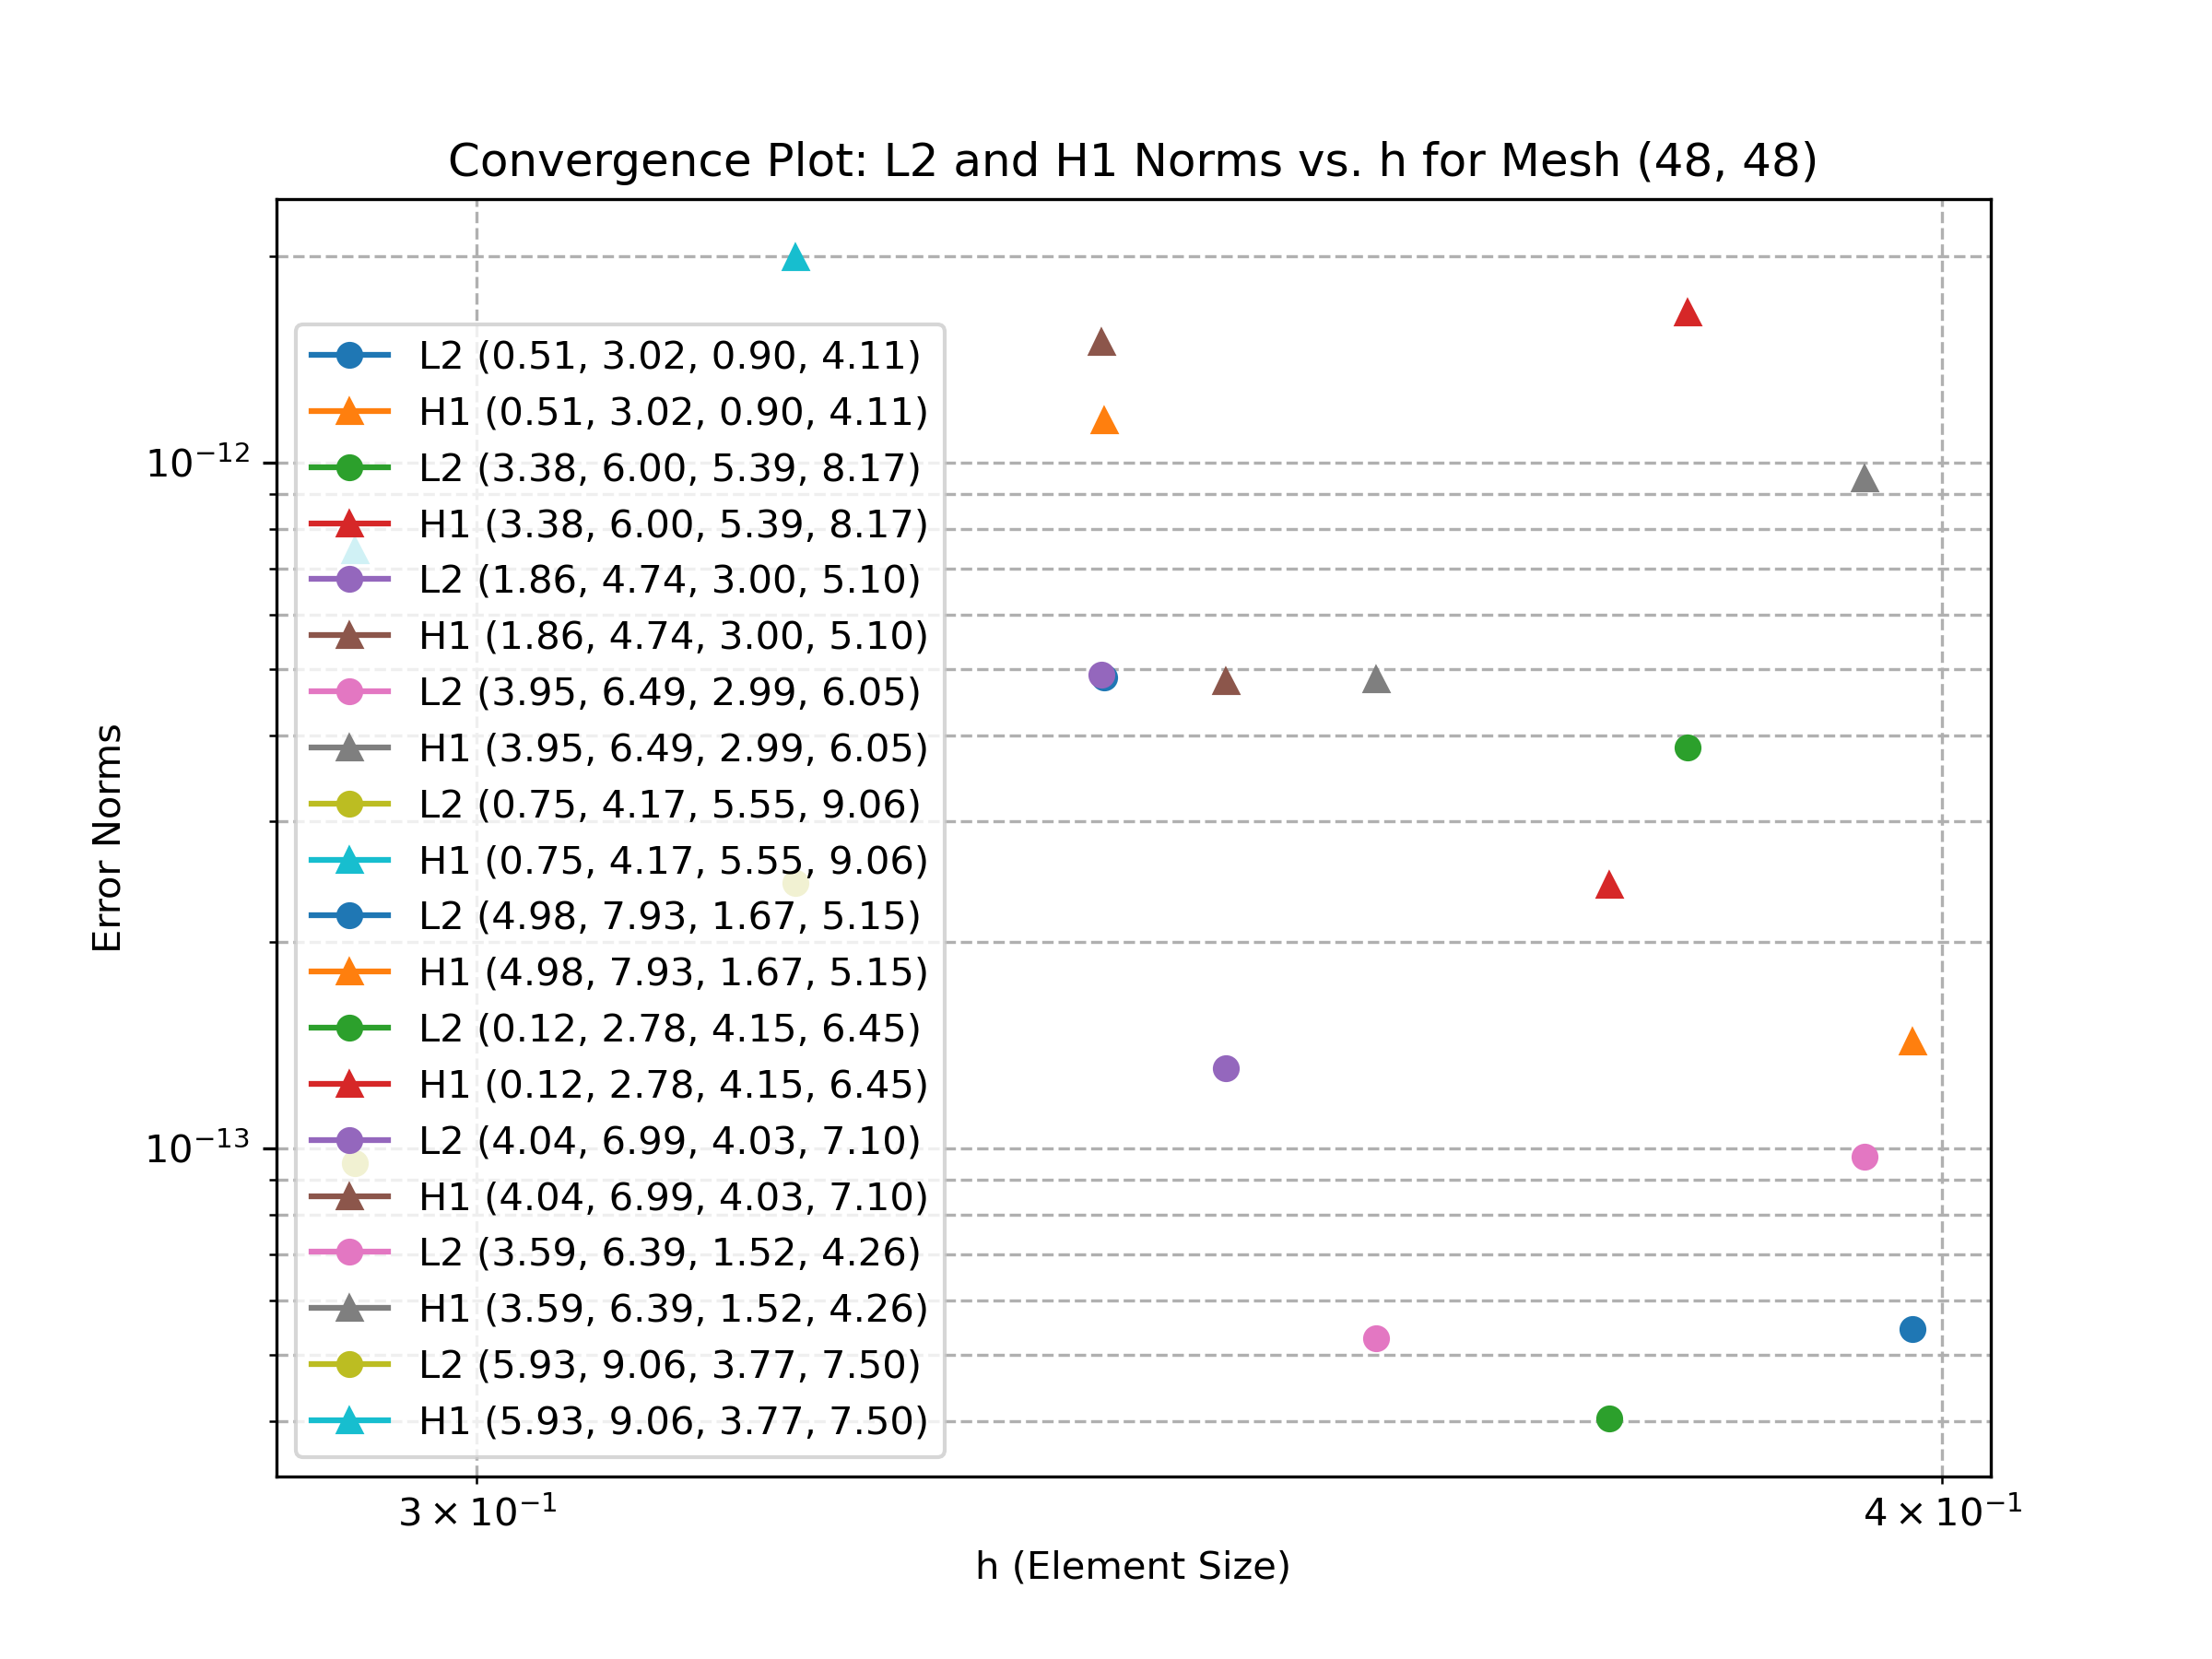 Convergence Plot: L2 and H1 Norms vs. h for Mesh (48, 48)
L2 (0.51, 3.02, 0.90, 4.11)
H1 (0.51, 3.02, 0.90, 4.11)
L2 (3.38, 6.00, 5.39, 8.17)
H1 (3.38, 6.00, 5.39, 8.17)
L2 (1.86, 4.74, 3.00, 5.10)
H1 (1.86, 4.74, 3.00, 5.10)
L2 (3.95, 6.49, 2.99, 6.05)
H1 (3.95, 6.49, 2.99, 6.05)
L2 (0.75, 4.17, 5.55, 9.06)
H1 (0.75, 4.17, 5.55, 9.06)
L2 (4.98, 7.93, 1.67, 5.15)
H1 (4.98, 7.93, 1.67, 5.15)
L2 (0.12, 2.78, 4.15, 6.45)
H1 (0.12, 2.78, 4.15, 6.45)
L2 (4.04, 6.99, 4.03, 7.10)
H1 (4.04, 6.99, 4.03, 7.10)
L2 (3.59, 6.39, 1.52, 4.26)
H1 (3.59, 6.39, 1.52, 4.26)
L2 (5.93, 9.06, 3.77, 7.50)
H1 (5.93, 9.06, 3.77, 7.50)
10⁻¹²
10⁻¹³
Error Norms
3 × 10⁻¹
4 × 10⁻¹
h (Element Size)